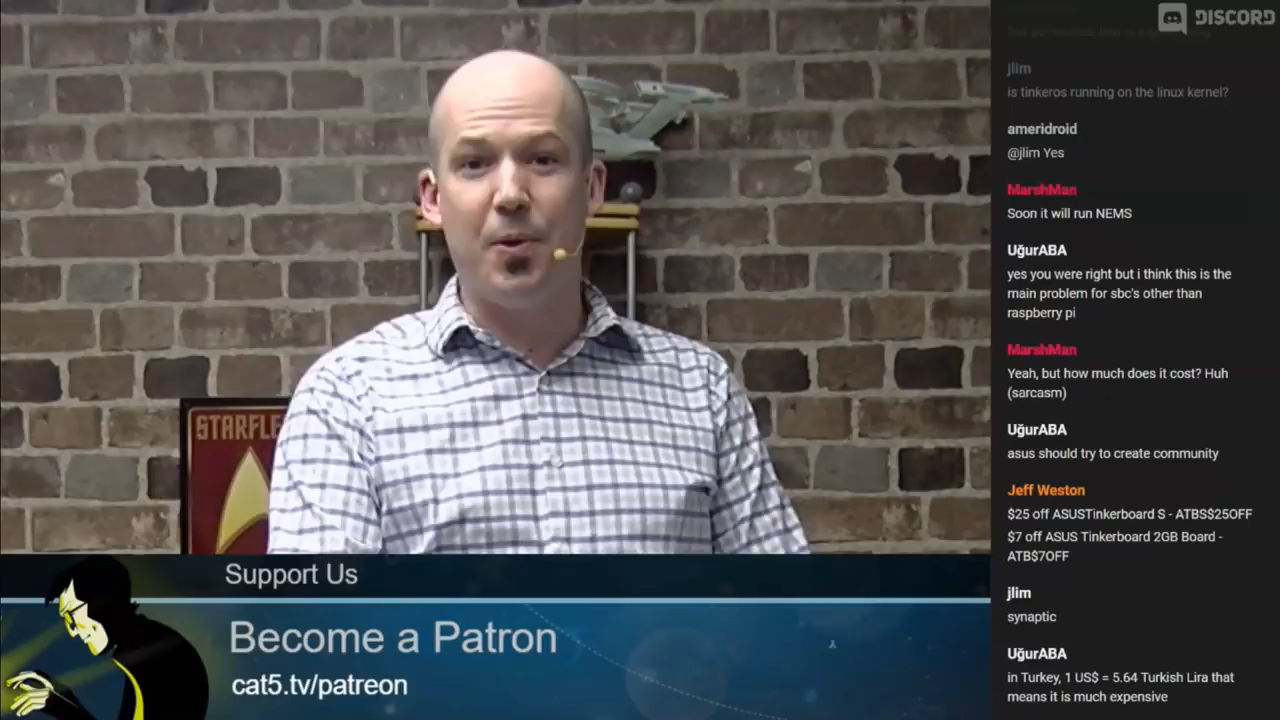 DISCORD
jlim
is tinkeros running on the linux kernel?
ameridroid
@jlim Yes
MarshMan
Soon it will run NEMS
UğurABA
yes you were right but i think this is the
main problem for sbc's other than
raspberry pi
MarshMan
Yeah, but how much does it cost? Huh
(sarcasm)
UğurABA
asus should try to create community
Jeff Weston
$25 off ASUSTinkerboard S - ATBS$25OFF
$7 off ASUS Tinkerboard 2GB Board -
ATB$7OFF
jlim
synaptic
UğurABA
in Turkey, 1 US$ = 5.64 Turkish Lira that
means it is much expensive
STARFLE
Support Us
Become a Patron
cat5.tv/patreon